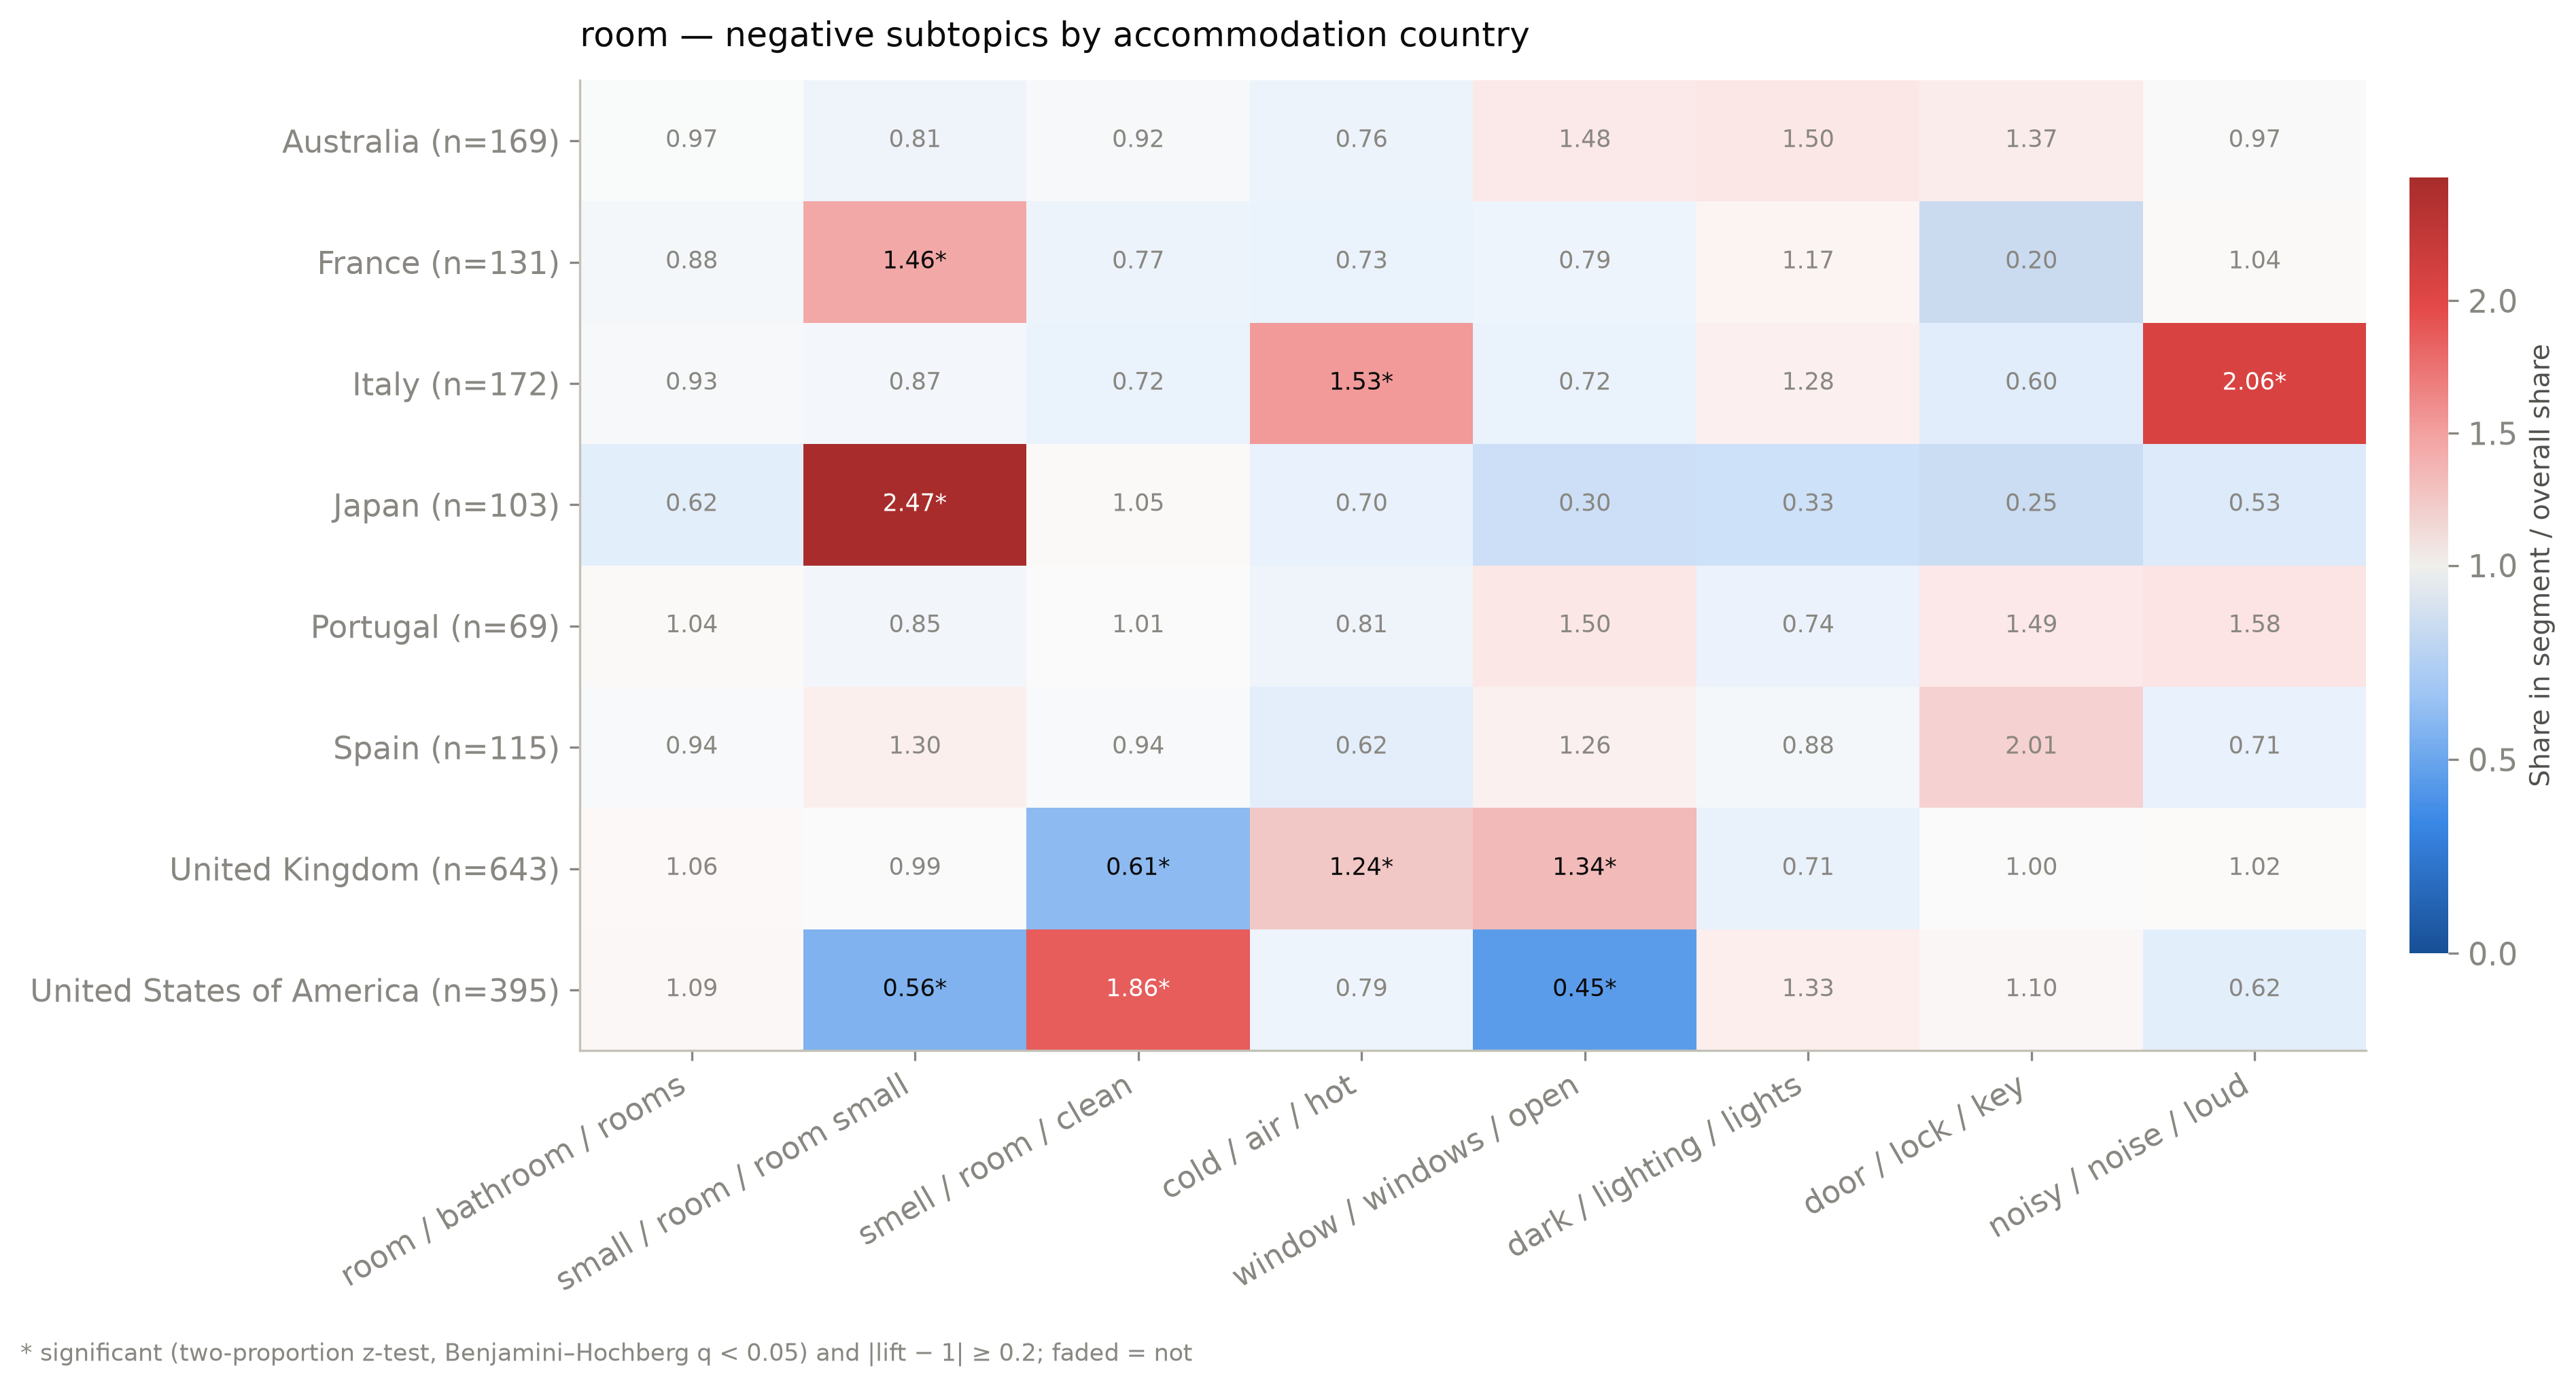 room — negative subtopics by accommodation country
Australia (n=169) 0.97 0.81 0.92 0.76 1.48 1.50 1.37 0.97
France (n=131) 0.88 1.46* 0.77 0.73 0.79 1.17 0.20 1.04
Italy (n=172) 0.93 0.87 0.72 1.53* 0.72 1.28 0.60 2.06*
Japan (n=103) 0.62 2.47* 1.05 0.70 0.30 0.33 0.25 0.53
Portugal (n=69) 1.04 0.85 1.01 0.81 1.50 0.74 1.49 1.58
Spain (n=115) 0.94 1.30 0.94 0.62 1.26 0.88 2.01 0.71
United Kingdom (n=643) 1.06 0.99 0.61* 1.24* 1.34* 0.71 1.00 1.02
United States of America (n=395) 1.09 0.56* 1.86* 0.79 0.45* 1.33 1.10 0.62
room / bathroom / rooms
small / room / room small
smell / room / clean
cold / air / hot
window / windows / open
dark / lighting / lights
door / lock / key
noisy / noise / loud
2.0
1.5
1.0
0.5
0.0
Share in segment / overall share
* significant (two-proportion z-test, Benjamini–Hochberg q < 0.05) and |lift − 1| ≥ 0.2; faded = not